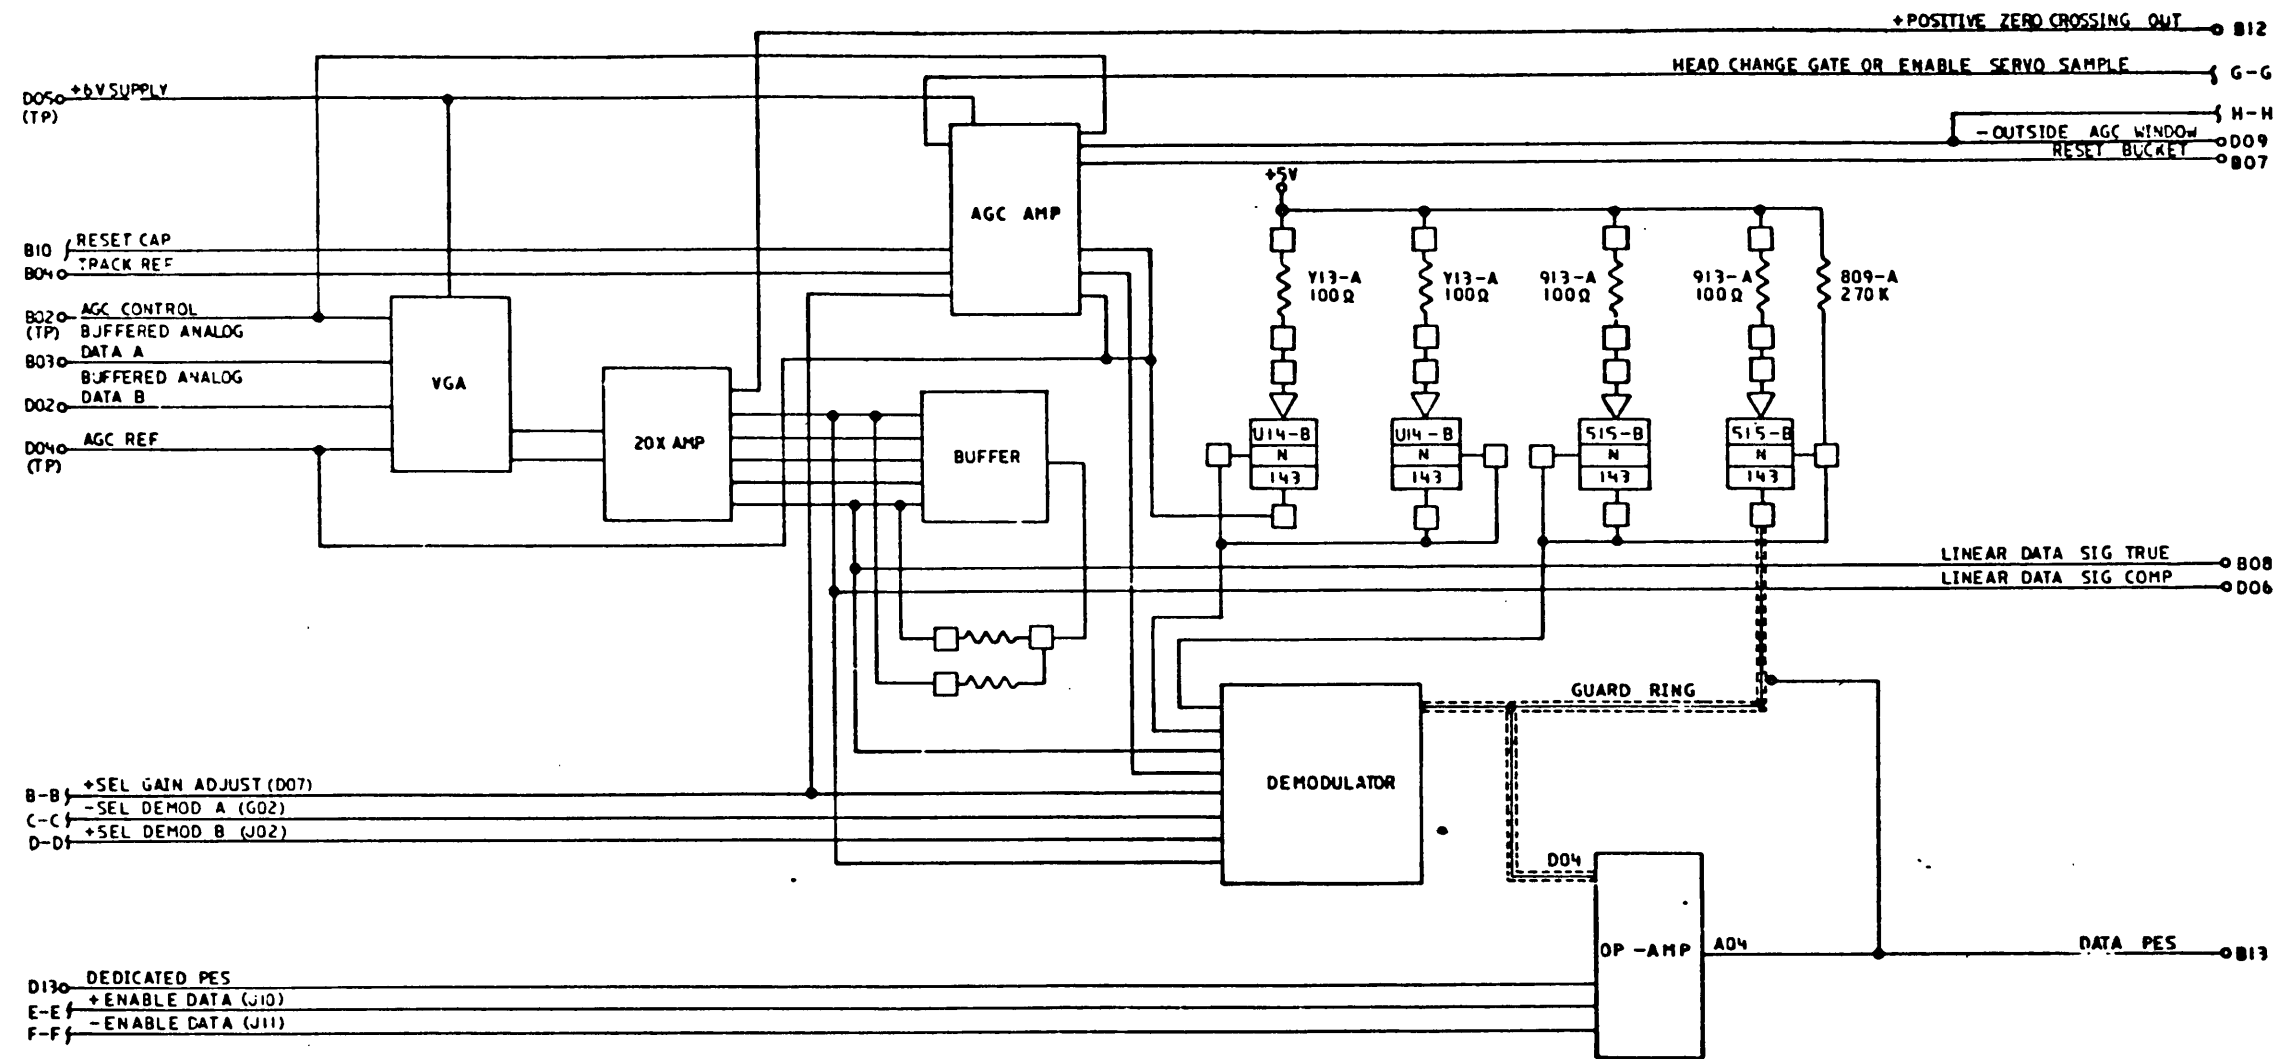 +POSITIVE ZERO CROSSING OUT
B12
HEAD CHANGE GATE OR ENABLE SERVO SAMPLE
G-G
D05 +6V SUPPLY
(TP)
H-H
-OUTSIDE AGC WINDOW
D09
RESET BUCKET
B07
+5V
AGC AMP
B10 RESET CAP
B04 TRACK REF
Y13-A
100Ω
Y13-A
100Ω
913-A
100Ω
913-A
100Ω
809-A
270K
B02 AGC CONTROL
(TP) BUFFERED ANALOG
B03 DATA A
BUFFERED ANALOG
D02 DATA B
VGA
D04 AGC REF
(TP)
20X AMP
BUFFER
U14-B
N
143
U14-B
N
143
515-B
N
143
515-B
N
143
LINEAR DATA SIG TRUE
B08
LINEAR DATA SIG COMP
D06
GUARD RING
DEMODULATOR
B-B +SEL GAIN ADJUST (D07)
C-C -SEL DEMOD A (G02)
D-D +SEL DEMOD B (J02)
D04
OP-AMP
A04
DATA PES
B13
D13 DEDICATED PES
E-E +ENABLE DATA (J10)
F-F -ENABLE DATA (J11)